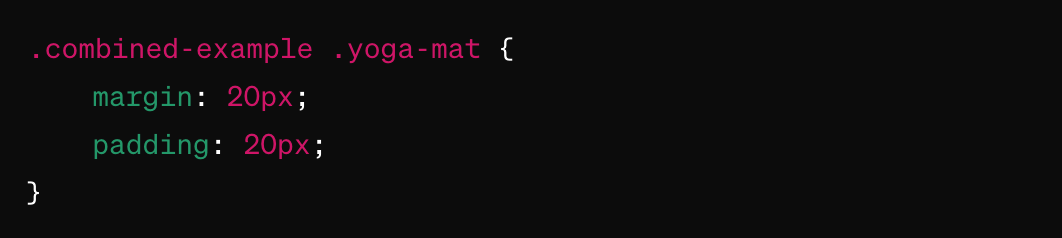 .combined-example .yoga-mat {
    margin: 20px;
    padding: 20px;
}